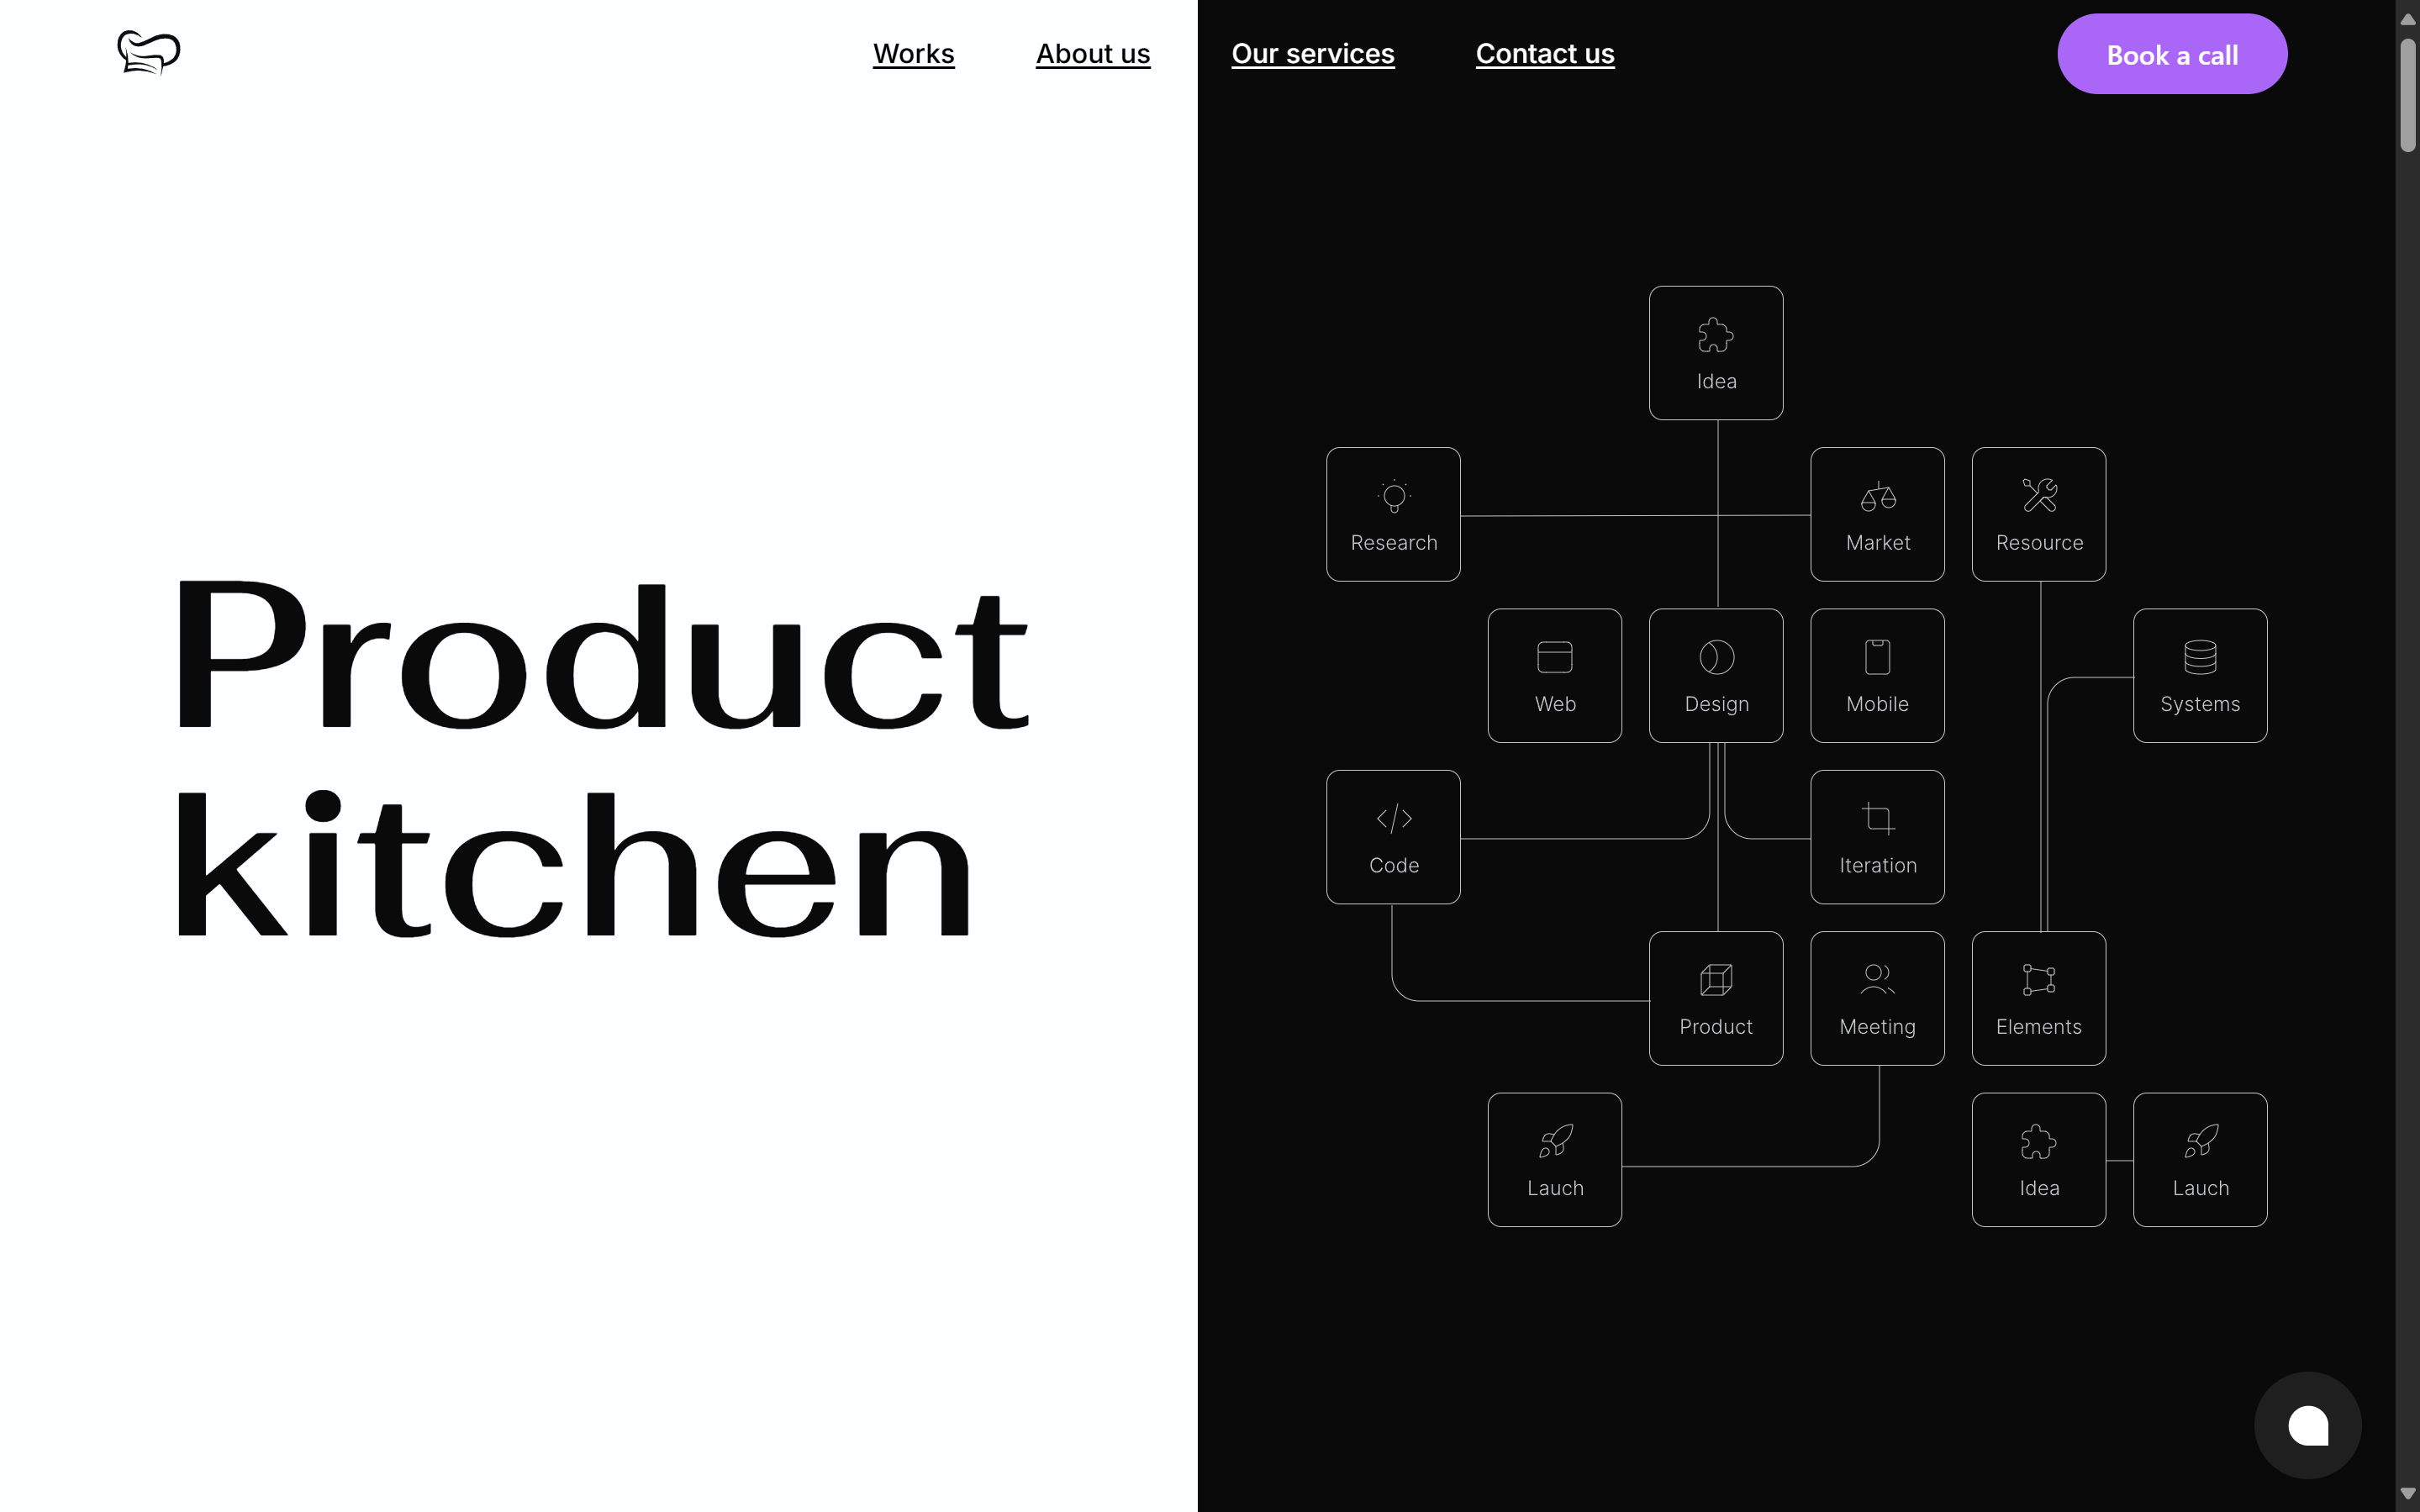 Works About us Our services Contact us Book a call
Product
kitchen
Idea
Research Market Resource
Web Design Mobile Systems
Code Iteration
Product Meeting Elements
Lauch Idea Lauch